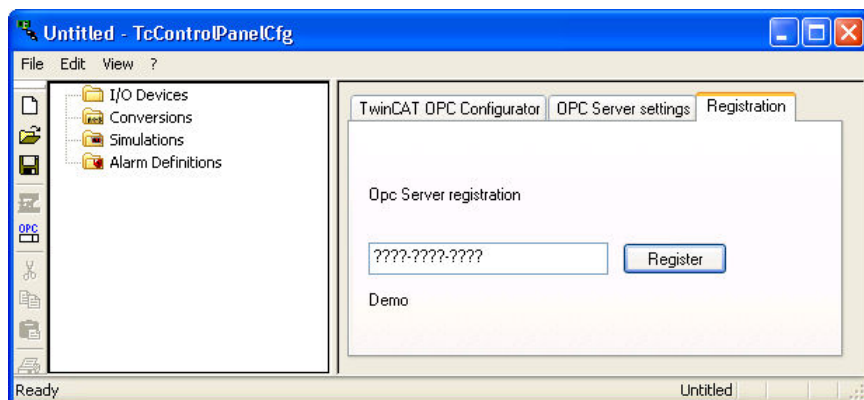 Untitled - TcControlPanelCfg
File Edit View ?
I/O Devices
Conversions
Simulations
Alarm Definitions
TwinCAT OPC Configurator OPC Server settings Registration
Opc Server registration
????-????-???? Register
Demo
OPC
Ready Untitled